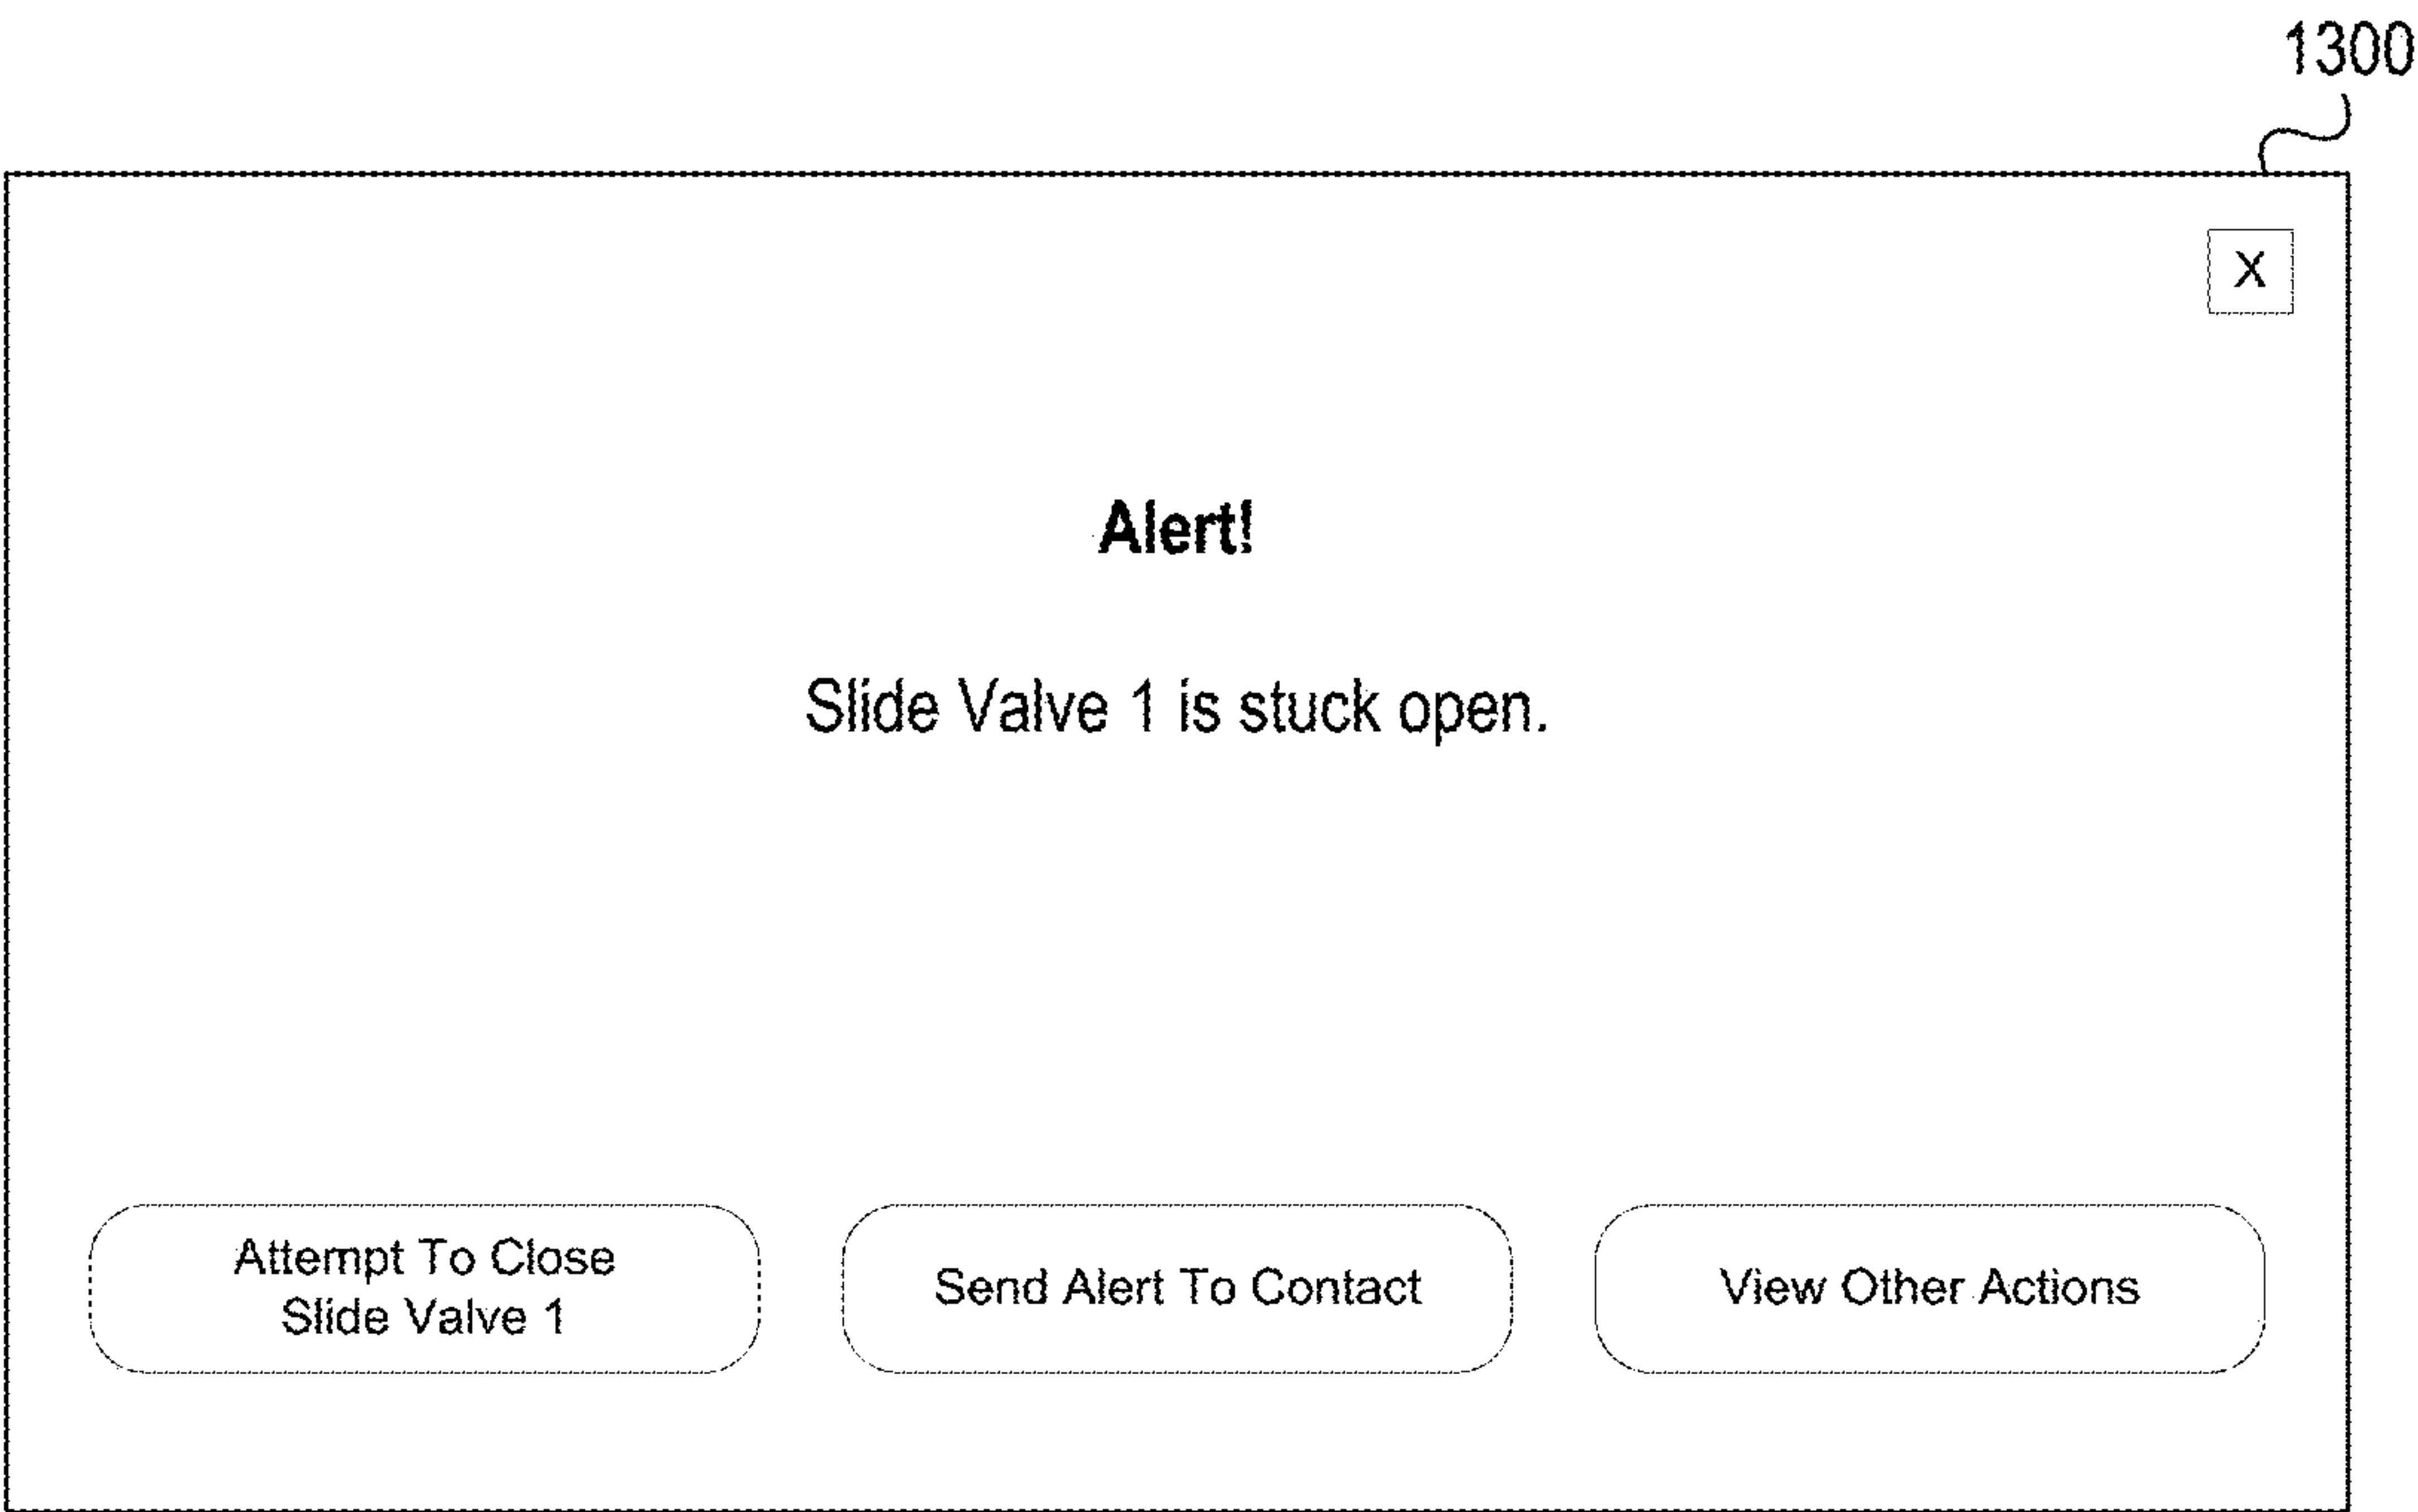 1300
X
Alert!
Slide Valve 1 is stuck open.
Attempt To Close
Slide Valve 1
Send Alert To Contact
View Other Actions